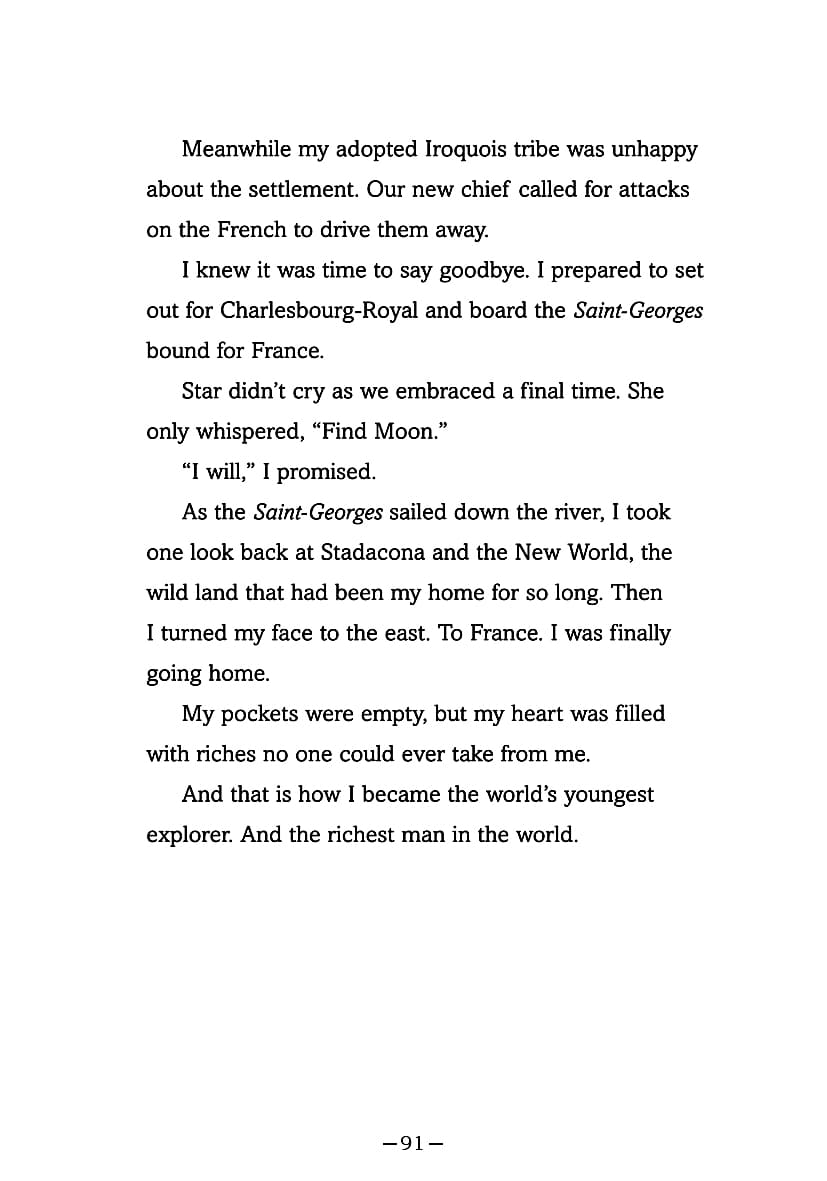 Meanwhile my adopted Iroquois tribe was unhappy
about the settlement. Our new chief called for attacks
on the French to drive them away.
I knew it was time to say goodbye. I prepared to set
out for Charlesbourg-Royal and board the Saint-Georges
bound for France.
Star didn’t cry as we embraced a final time. She
only whispered, “Find Moon.”
“I will,” I promised.
As the Saint-Georges sailed down the river, I took
one look back at Stadacona and the New World, the
wild land that had been my home for so long. Then
I turned my face to the east. To France. I was finally
going home.
My pockets were empty, but my heart was filled
with riches no one could ever take from me.
And that is how I became the world’s youngest
explorer. And the richest man in the world.
—91—